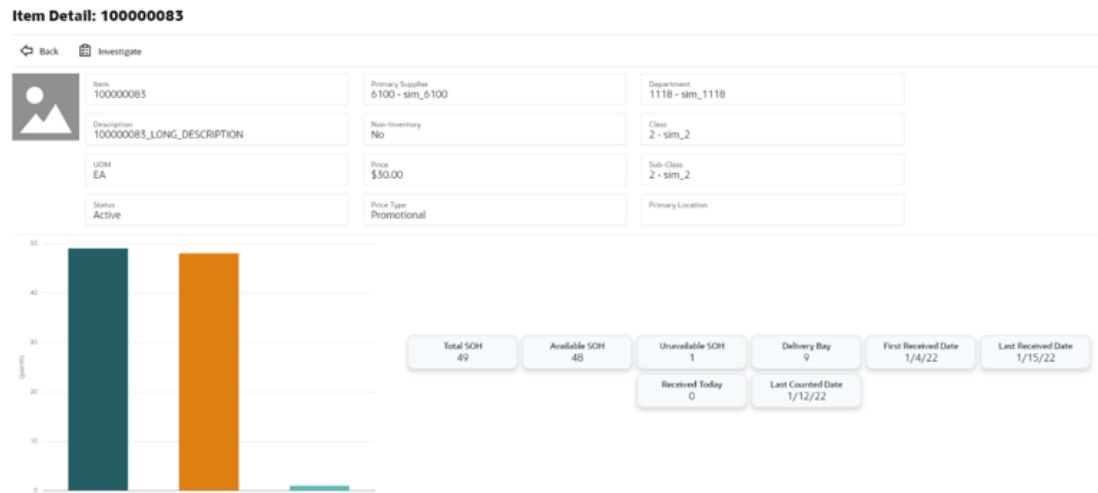 Item Detail: 100000083
Back
Investigate
Item
100000083
Primary Supplier
6100 - sim_6100
Department
1118 - sim_1118
Description
100000083_LONG_DESCRIPTION
Non-Inventory
No
Class
2 - sim_2
UOM
EA
Price
$30.00
Sub-Class
2 - sim_2
Status
Active
Price Type
Promotional
Primary Location
50
40
30
20
10
0
Quantity
Total SOH
49
Available SOH
48
Unavailable SOH
1
Delivery Bay
9
First Received Date
1/4/22
Last Received Date
1/15/22
Received Today
0
Last Counted Date
1/12/22